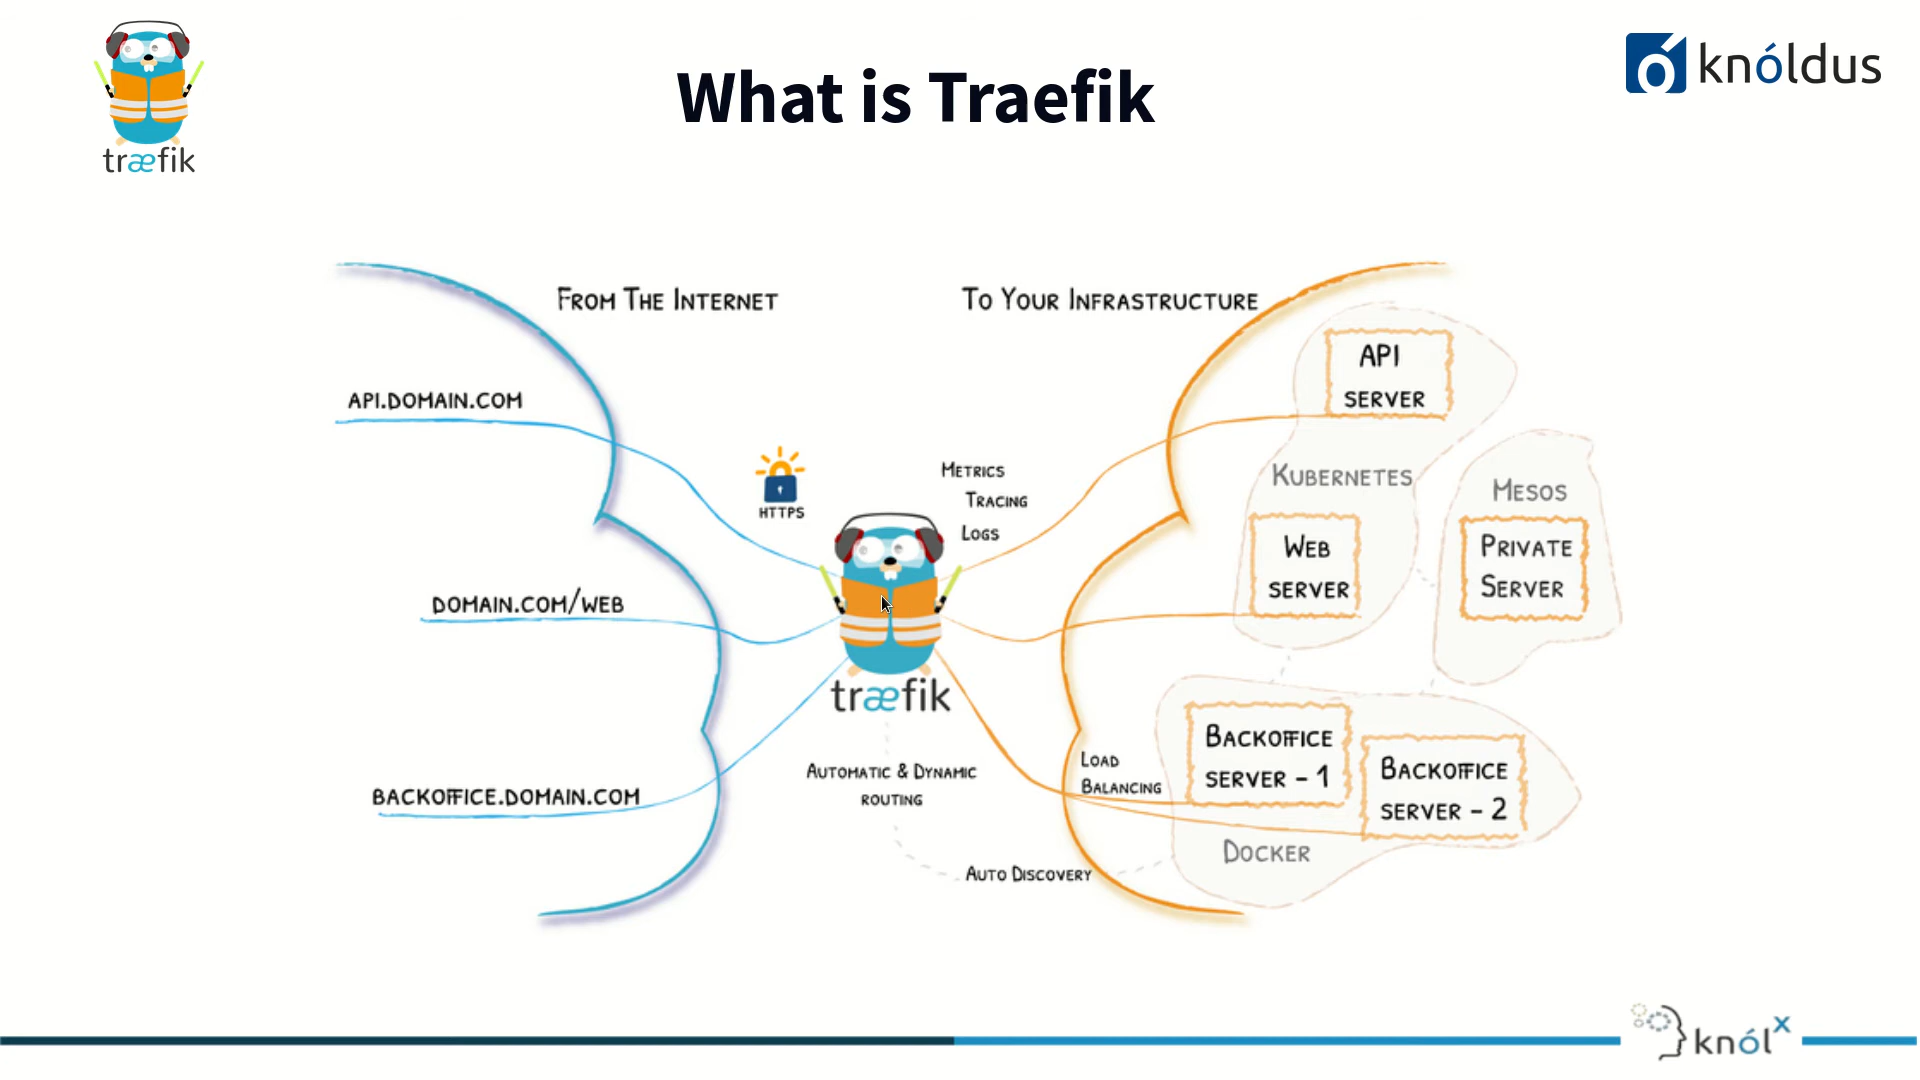 træfik
What is Traefik
knóldus
FROM THE INTERNET
TO YOUR INFRASTRUCTURE
API.DOMAIN.COM
DOMAIN.COM/WEB
BACKOFFICE.DOMAIN.COM
HTTPS
METRICS
TRACING
LOGS
træfik
AUTOMATIC & DYNAMIC
ROUTING
AUTO DISCOVERY
LOAD
BALANCING
API
SERVER
KUBERNETES
WEB
SERVER
MESOS
PRIVATE
SERVER
BACKOFFICE
SERVER - 1
BACKOFFICE
SERVER - 2
DOCKER
knólx